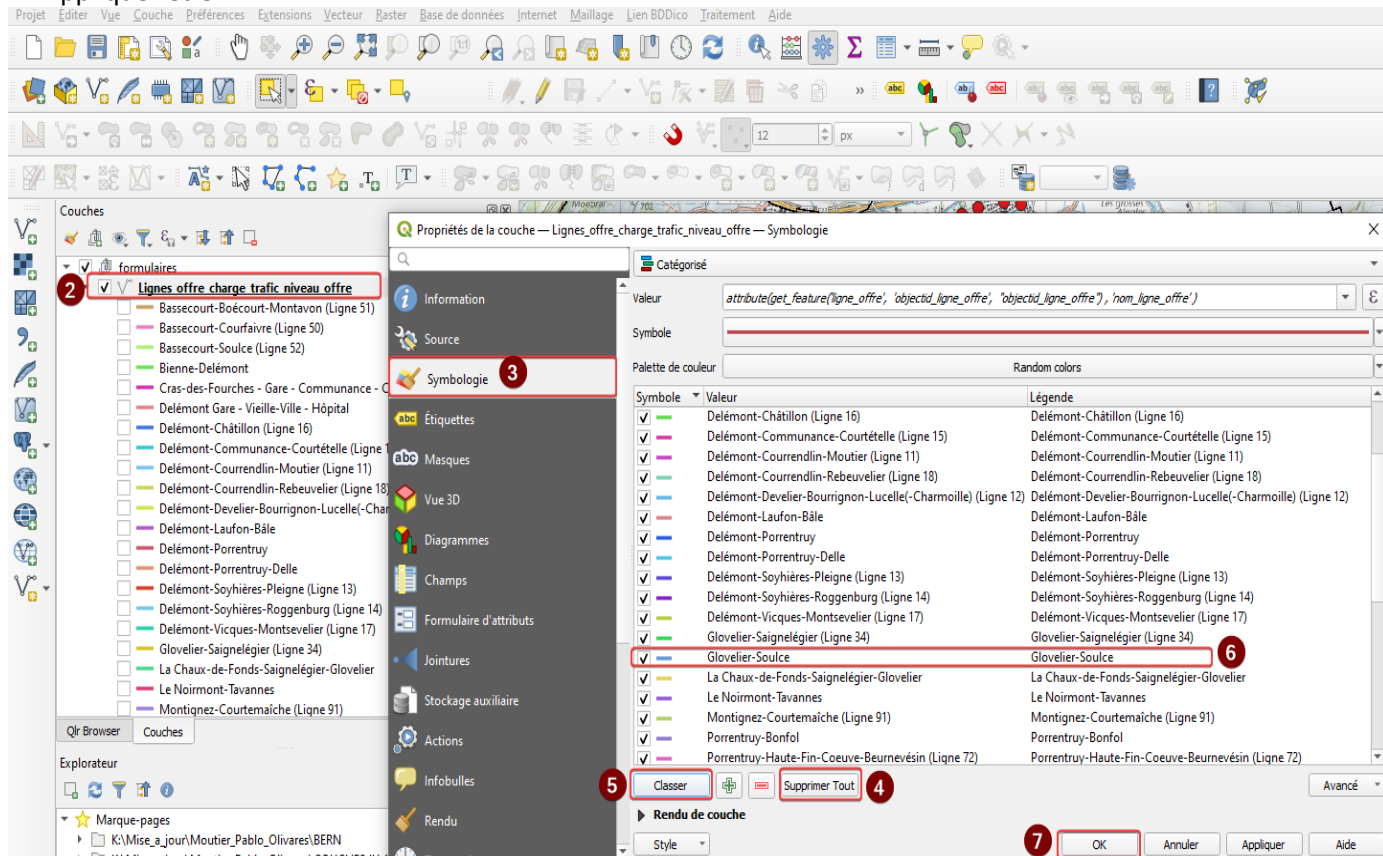 Projet Éditer Vue Couche Préférences Extensions Vecteur Raster Base de données Internet Maillage Lien BDDico Traitement Aide
12 px
Couches
formulaires
2
Lignes offre charge trafic niveau offre
Bassecourt-Boécourt-Montavon (Ligne 51)
Bassecourt-Courfaivre (Ligne 50)
Bassecourt-Soulce (Ligne 52)
Bienne-Delémont
Cras-des-Fourches - Gare - Communance - C
Delémont Gare - Vieille-Ville - Hôpital
Delémont-Châtillon (Ligne 16)
Delémont-Communance-Courtételle (Ligne 1
Delémont-Courrendlin-Moutier (Ligne 11)
Delémont-Courrendlin-Rebeuvelier (Ligne 18)
Delémont-Develier-Bourrignon-Lucelle(-Char
Delémont-Laufon-Bâle
Delémont-Porrentruy
Delémont-Porrentruy-Delle
Delémont-Soyhières-Pleigne (Ligne 13)
Delémont-Soyhières-Roggenburg (Ligne 14)
Delémont-Vicques-Montsevelier (Ligne 17)
Glovelier-Saignelégier (Ligne 34)
La Chaux-de-Fonds-Saignelégier-Glovelier
Le Noirmont-Tavannes
Montignez-Courtemaîche (Ligne 91)
Qlr Browser Couches
Explorateur
Marque-pages
K:\Mise_a_jour\Moutier_Pablo_Olivares\BERN
Propriétés de la couche — Lignes_offre_charge_trafic_niveau_offre — Symbologie
Information
Source
Symbologie 3
abc Étiquettes
abc Masques
Vue 3D
Diagrammes
Champs
Formulaire d'attributs
Jointures
Stockage auxiliaire
Actions
Infobulles
Rendu
Catégorisé
Valeur attribute(get_feature('ligne_offre', 'objectid_ligne_offre', "objectid_ligne_offre") , 'nom_ligne_offre' ) ε
Symbole
Palette de couleur Random colors
Symbole Valeur Légende
Delémont-Châtillon (Ligne 16) Delémont-Châtillon (Ligne 16)
Delémont-Communance-Courtételle (Ligne 15) Delémont-Communance-Courtételle (Ligne 15)
Delémont-Courrendlin-Moutier (Ligne 11) Delémont-Courrendlin-Moutier (Ligne 11)
Delémont-Courrendlin-Rebeuvelier (Ligne 18) Delémont-Courrendlin-Rebeuvelier (Ligne 18)
Delémont-Develier-Bourrignon-Lucelle(-Charmoille) (Ligne 12) Delémont-Develier-Bourrignon-Lucelle(-Charmoille) (Ligne 12)
Delémont-Laufon-Bâle Delémont-Laufon-Bâle
Delémont-Porrentruy Delémont-Porrentruy
Delémont-Porrentruy-Delle Delémont-Porrentruy-Delle
Delémont-Soyhières-Pleigne (Ligne 13) Delémont-Soyhières-Pleigne (Ligne 13)
Delémont-Soyhières-Roggenburg (Ligne 14) Delémont-Soyhières-Roggenburg (Ligne 14)
Delémont-Vicques-Montsevelier (Ligne 17) Delémont-Vicques-Montsevelier (Ligne 17)
Glovelier-Saignelégier (Ligne 34) Glovelier-Saignelégier (Ligne 34)
Glovelier-Soulce Glovelier-Soulce 6
La Chaux-de-Fonds-Saignelégier-Glovelier La Chaux-de-Fonds-Saignelégier-Glovelier
Le Noirmont-Tavannes Le Noirmont-Tavannes
Montignez-Courtemaîche (Ligne 91) Montignez-Courtemaîche (Ligne 91)
Porrentruy-Bonfol Porrentruy-Bonfol
Porrentruy-Haute-Fin-Coeuve-Beurnevésin (Ligne 72) Porrentruy-Haute-Fin-Coeuve-Beurnevésin (Ligne 72)
5 Classer Supprimer Tout 4 Avancé
Rendu de couche
Style 7 OK Annuler Appliquer Aide